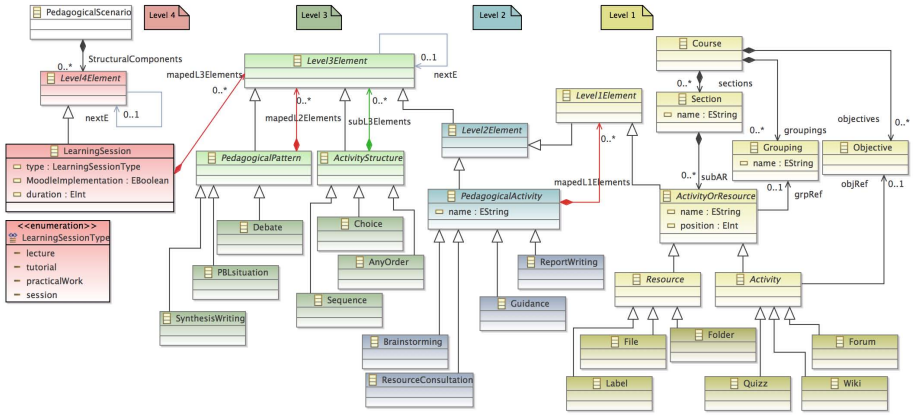 PedagogicalScenario
Level 4
Level 3
Level 2
Level 1
StructuralComponents
Level4Element
nextE
0..1
LearningSession
type : LearningSessionType
MoodleImplementation : EBoolean
duration : EInt
<<enumeration>>
LearningSessionType
lecture
tutorial
practicalWork
session
mapedL3Elements
0..*
Level3Element
0..1
nextE
0..*
mapedL2Elements
0..*
subL3Elements
PedagogicalPattern
ActivityStructure
Debate
PBLsituation
SynthesisWriting
Choice
AnyOrder
Sequence
Level2Element
Level1Element
0..*
mapedL1Elements
PedagogicalActivity
name : EString
ReportWriting
Guidance
Brainstorming
ResourceConsultation
Course
0..*
sections
Section
name : EString
0..*
groupings
0..*
objectives
Grouping
name : EString
Objective
0..*
subAR
0..1
grpRef
objRef
0..1
ActivityOrResource
name : EString
position : EInt
Resource
Activity
File
Folder
Label
Forum
Quizz
Wiki